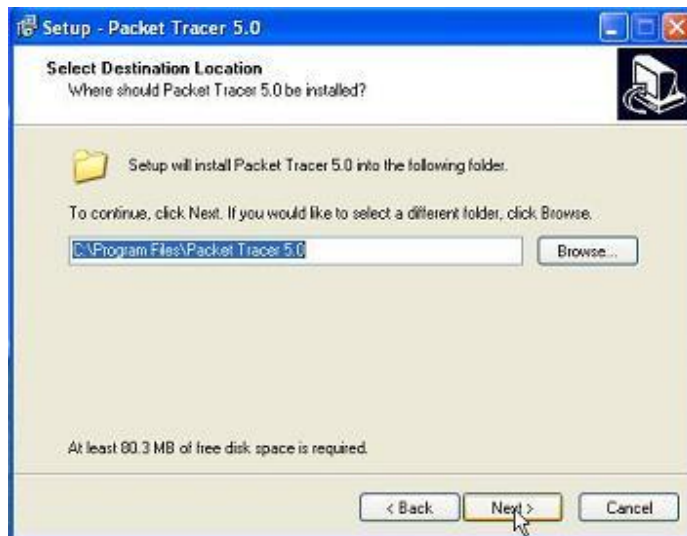 Setup - Packet Tracer 5.0
Select Destination Location
Where should Packet Tracer 5.0 be installed?
Setup will install Packet Tracer 5.0 into the following folder.
To continue, click Next. If you would like to select a different folder, click Browse.
C:\Program Files\Packet Tracer 5.0
Browse...
At least 80.3 MB of free disk space is required.
< Back
Next >
Cancel